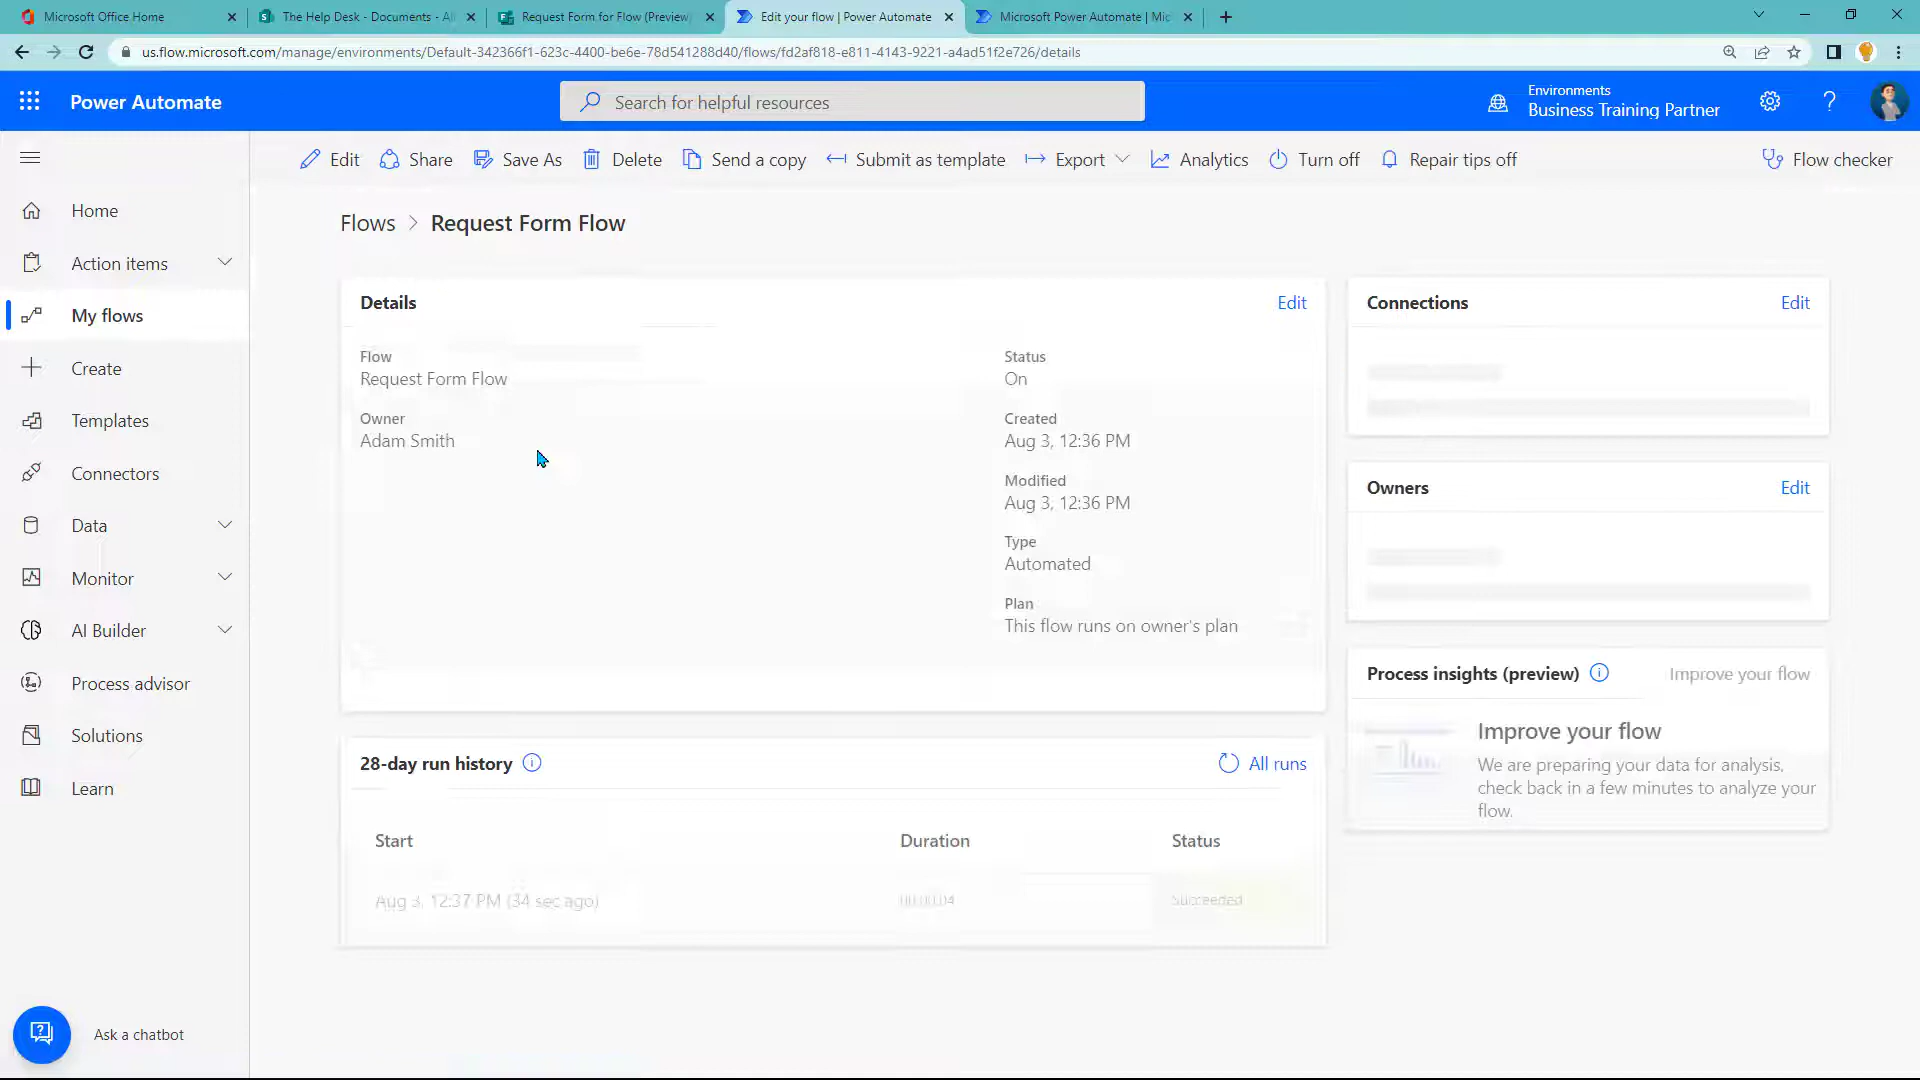 Microsoft Office Home
The Help Desk - Documents - Al
Request Form for Flow (Preview)
Edit your flow | Power Automate
Microsoft Power Automate | Mic
us.flow.microsoft.com/manage/environments/Default-342366f1-623c-4400-be6e-78d541288d40/flows/fd2af818-e811-4143-9221-a4ad51f2e726/details
Power Automate
Search for helpful resources
Environments
Business Training Partner
Edit
Share
Save As
Delete
Send a copy
Submit as template
Export
Analytics
Turn off
Repair tips off
Flow checker
Home
Action items
My flows
Create
Templates
Connectors
Data
Monitor
AI Builder
Process advisor
Solutions
Learn
Ask a chatbot
Flows > Request Form Flow
Details
Edit
Flow
Request Form Flow
Owner
Adam Smith
Status
On
Created
Aug 3, 12:36 PM
Modified
Aug 3, 12:36 PM
Type
Automated
Plan
This flow runs on owner's plan
28-day run history
All runs
Start
Duration
Status
Aug 3, 12:37 PM (34 sec ago)
00:00:04
Succeeded
Connections
Edit
Owners
Edit
Process insights (preview)
Improve your flow
Improve your flow
We are preparing your data for analysis,
check back in a few minutes to analyze your
flow.